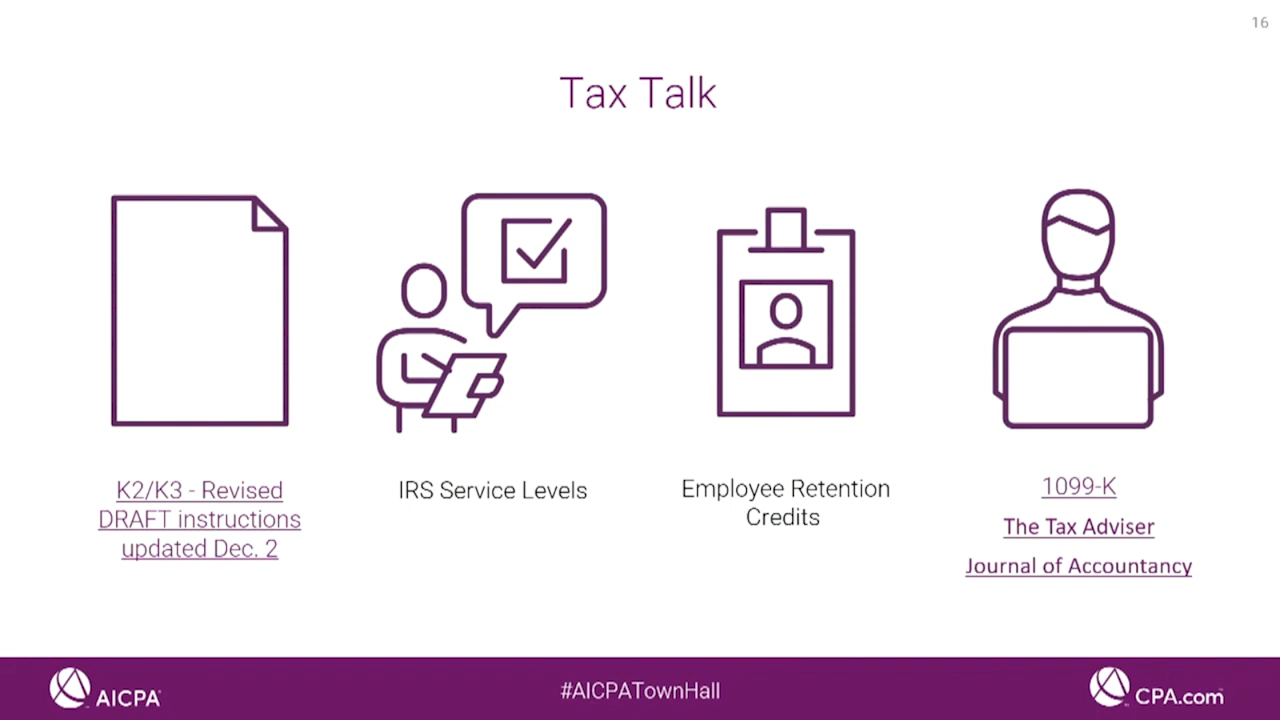 16
Tax Talk
K2/K3 - Revised
DRAFT instructions
updated Dec. 2
IRS Service Levels
Employee Retention
Credits
1099-K
The Tax Adviser
Journal of Accountancy
AICPA
#AICPATownHall
CPA.com